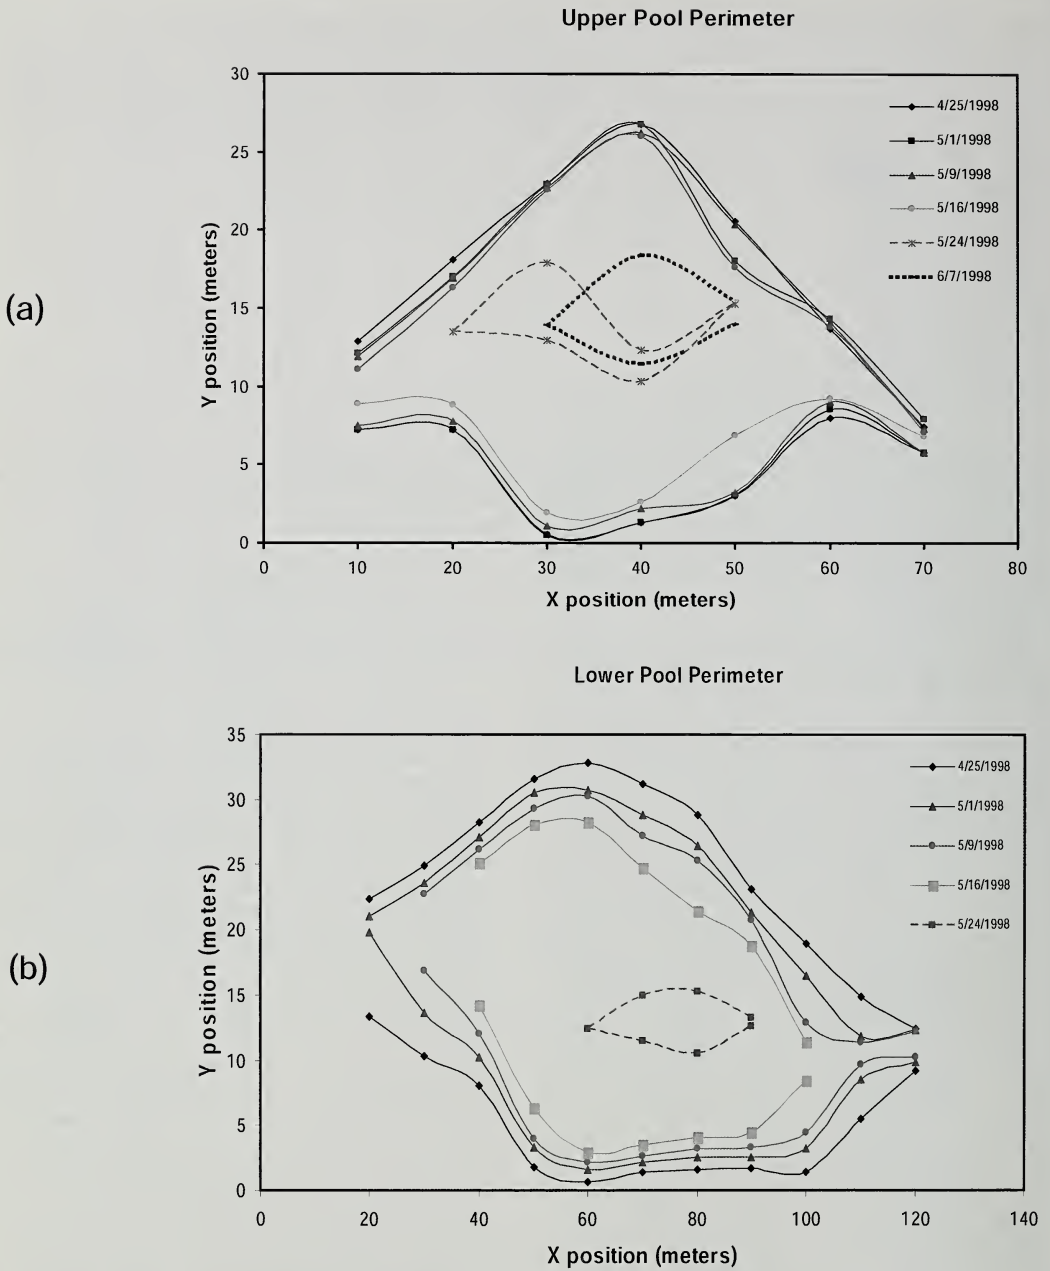 Upper Pool Perimeter
30
25
20
15
10
5
0
0 10 20 30 40 50 60 70 80
Y position (meters)
X position (meters)
4/25/1998
5/1/1998
5/9/1998
5/16/1998
5/24/1998
6/7/1998
(a)
Lower Pool Perimeter
35
30
25
20
15
10
5
0
0 20 40 60 80 100 120 140
Y position (meters)
X position (meters)
4/25/1998
5/1/1998
5/9/1998
5/16/1998
5/24/1998
(b)